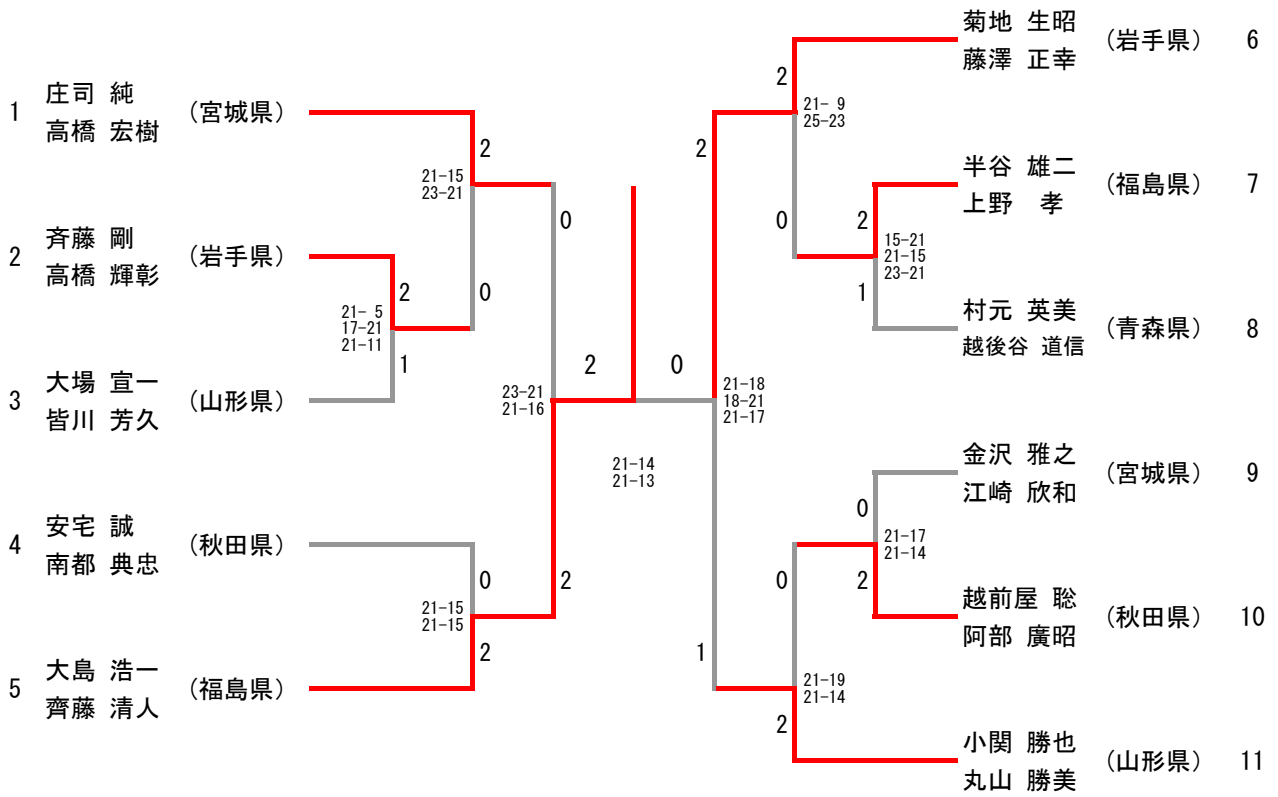 1
庄司 純
高橋 宏樹
(宮城県)
2
斉藤 剛
高橋 輝彰
(岩手県)
3
大場 宣一
皆川 芳久
(山形県)
4
安宅 誠
南都 典忠
(秋田県)
5
大島 浩一
齊藤 清人
(福島県)
2
21-15
23-21
0
2
21- 5
17-21
21-11
1
0
23-21
21-16
2
0
21-15
21-15
2
2
0
21-14
21-13
2
21-18
18-21
21-17
1
2
21- 9
25-23
0
2
15-21
21-15
23-21
1
0
21-17
21-14
2
0
21-19
21-14
2
菊地 生昭
藤澤 正幸
(岩手県)
6
半谷 雄二
上野 孝
(福島県)
7
村元 英美
越後谷 道信
(青森県)
8
金沢 雅之
江崎 欣和
(宮城県)
9
越前屋 聡
阿部 廣昭
(秋田県)
10
小関 勝也
丸山 勝美
(山形県)
11